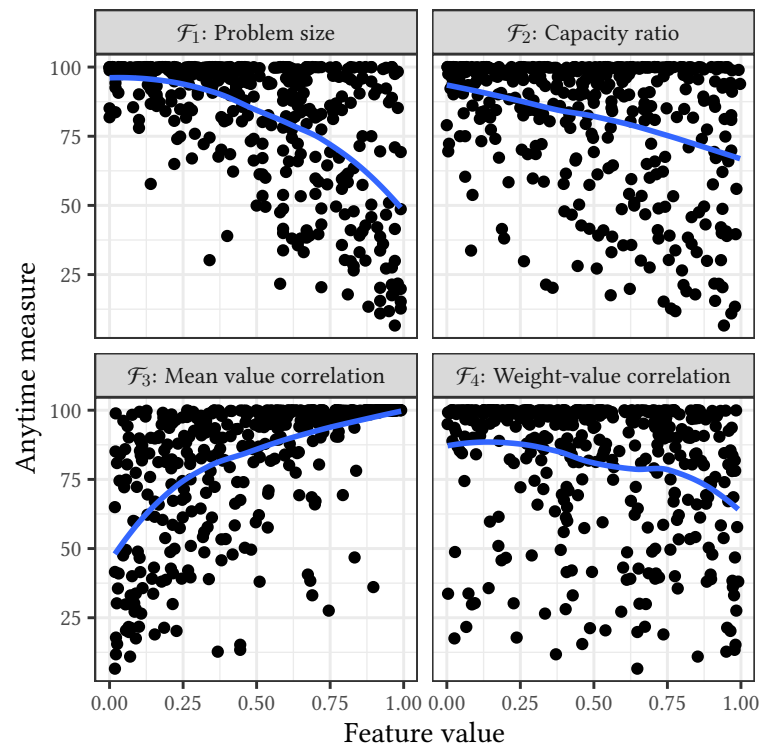 ℱ₁: Problem size
ℱ₂: Capacity ratio
100
75
50
25
ℱ₃: Mean value correlation
ℱ₄: Weight-value correlation
100
75
50
25
0.00 0.25 0.50 0.75 1.00
0.00 0.25 0.50 0.75 1.00
Anytime measure
Feature value